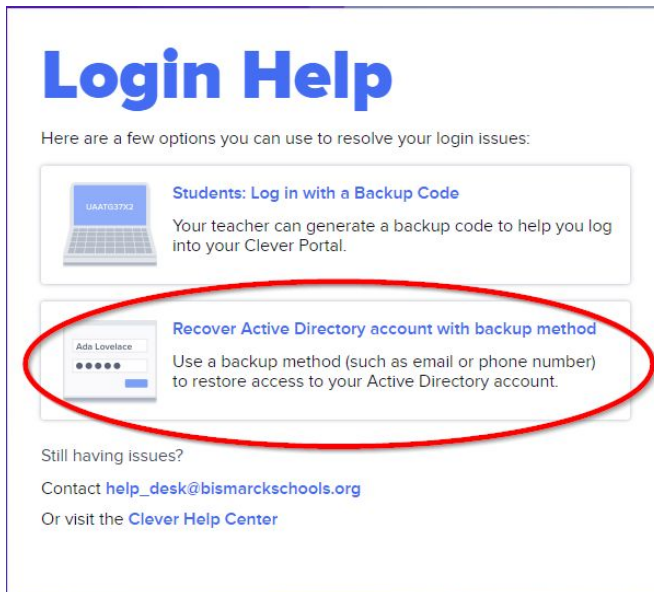 Login Help
Here are a few options you can use to resolve your login issues:
UAATG37X2
Students: Log in with a Backup Code
Your teacher can generate a backup code to help you log
into your Clever Portal.
Ada Lovelace
Recover Active Directory account with backup method
Use a backup method (such as email or phone number)
to restore access to your Active Directory account.
Still having issues?
Contact help_desk@bismarckschools.org
Or visit the Clever Help Center